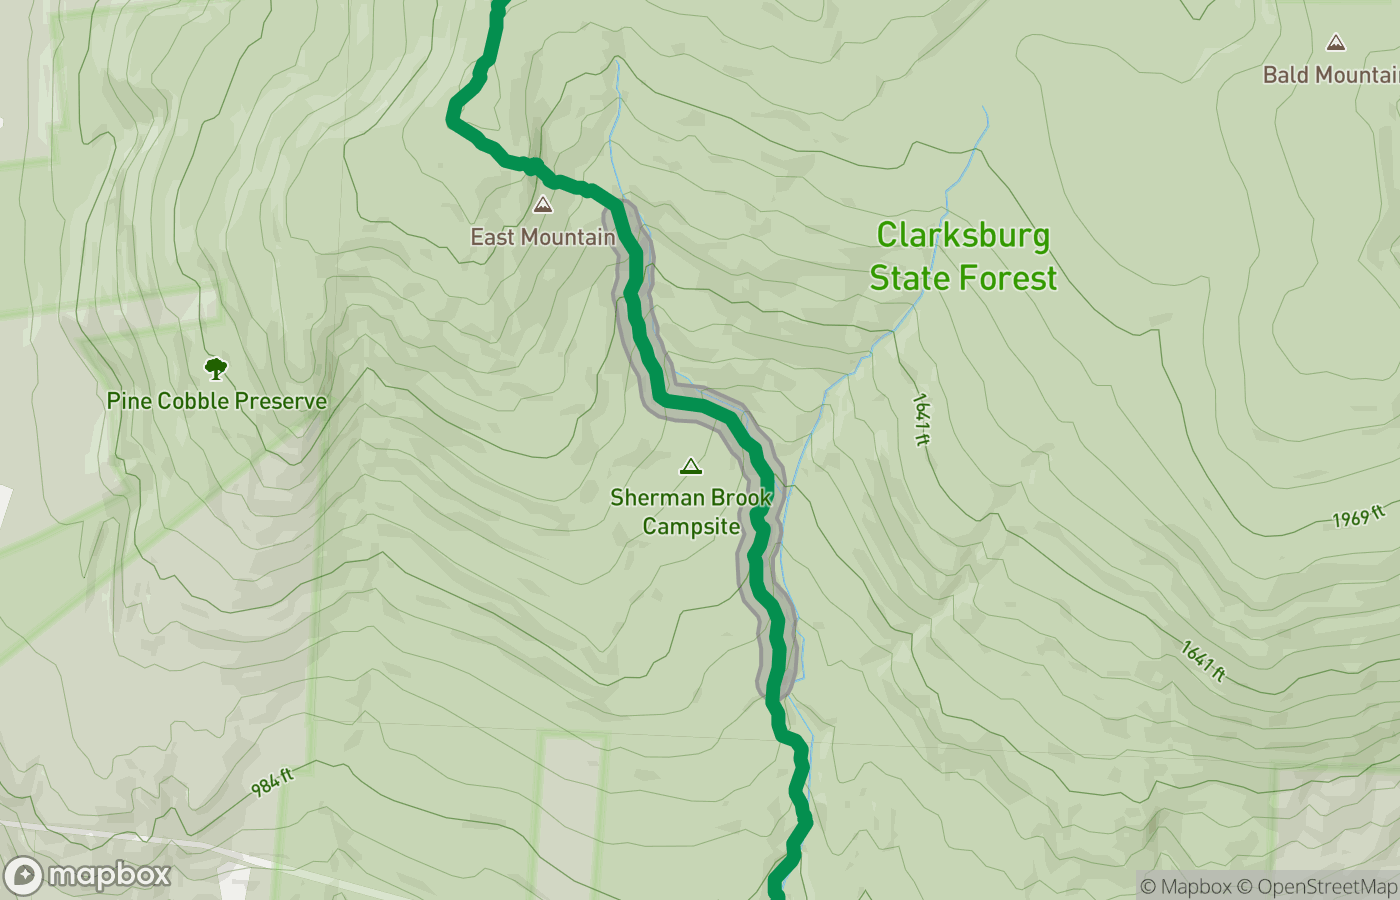 Bald Mountain
Clarksburg
State Forest
East Mountain
Pine Cobble Preserve
1641 ft
Sherman Brook
Campsite
1969 ft
1641 ft
984 ft
mapbox
© Mapbox © OpenStreetMap